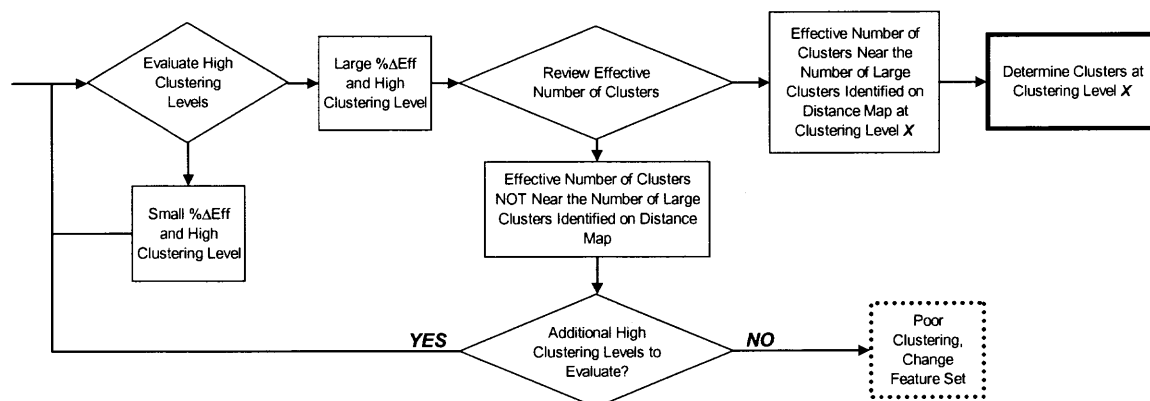 Evaluate High
Clustering
Levels
Large %ΔEff
and High
Clustering Level
Review Effective
Number of Clusters
Effective Number of
Clusters Near the
Number of Large
Clusters Identified on
Distance Map at
Clustering Level X
Determine Clusters at
Clustering Level X
Small %ΔEff
and High
Clustering Level
Effective Number of Clusters
NOT Near the Number of Large
Clusters Identified on Distance
Map
YES
Additional High
Clustering Levels to
Evaluate?
NO
Poor
Clustering,
Change
Feature Set